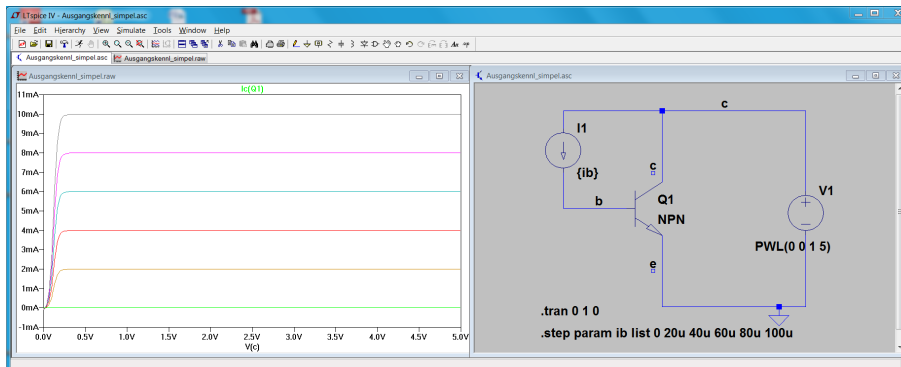 LTspice IV - Ausgangskennl_simpel.asc
File Edit Hierarchy View Simulate Tools Window Help
Ausgangskennl_simpel.asc Ausgangskennl_simpel.raw
Ausgangskennl_simpel.raw
Ic(Q1)
11mA
10mA
9mA
8mA
7mA
6mA
5mA
4mA
3mA
2mA
1mA
0mA
-1mA
0.0V 0.5V 1.0V 1.5V 2.0V 2.5V 3.0V 3.5V 4.0V 4.5V 5.0V
V(c)
Ausgangskennl_simpel.asc
c
I1
{ib}
c
b
Q1
NPN
e
V1
PWL(0 0 1 5)
.tran 0 1 0
.step param ib list 0 20u 40u 60u 80u 100u